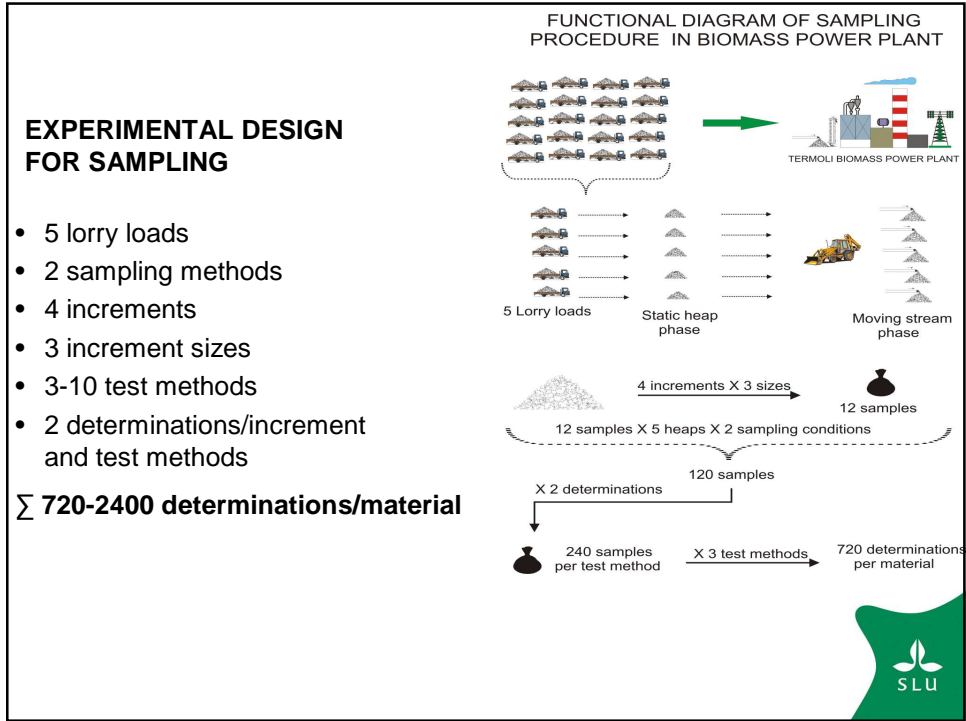 EXPERIMENTAL DESIGN
FOR SAMPLING
• 5 lorry loads
• 2 sampling methods
• 4 increments
• 3 increment sizes
• 3-10 test methods
• 2 determinations/increment
and test methods
∑ 720-2400 determinations/material
FUNCTIONAL DIAGRAM OF SAMPLING
PROCEDURE IN BIOMASS POWER PLANT
TERMOLI BIOMASS POWER PLANT
5 Lorry loads
Static heap
phase
Moving stream
phase
4 increments X 3 sizes
12 samples
12 samples X 5 heaps X 2 sampling conditions
120 samples
X 2 determinations
240 samples
per test method
X 3 test methods
720 determinations
per material
SLU